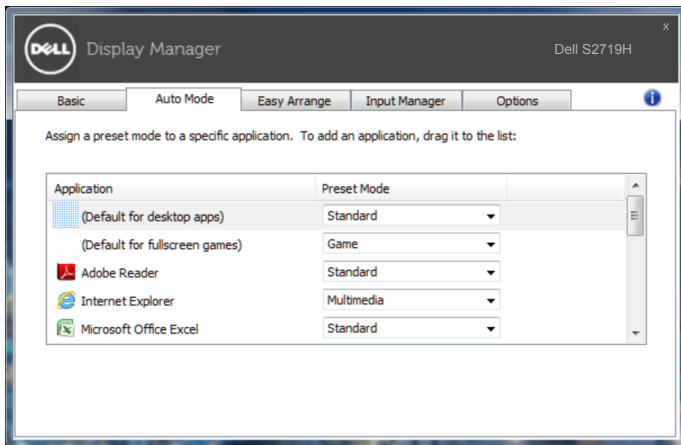 DELL Display Manager Dell S2719H x
Basic Auto Mode Easy Arrange Input Manager Options
Assign a preset mode to a specific application. To add an application, drag it to the list:
Application Preset Mode
(Default for desktop apps) Standard
(Default for fullscreen games) Game
Adobe Reader Standard
Internet Explorer Multimedia
Microsoft Office Excel Standard